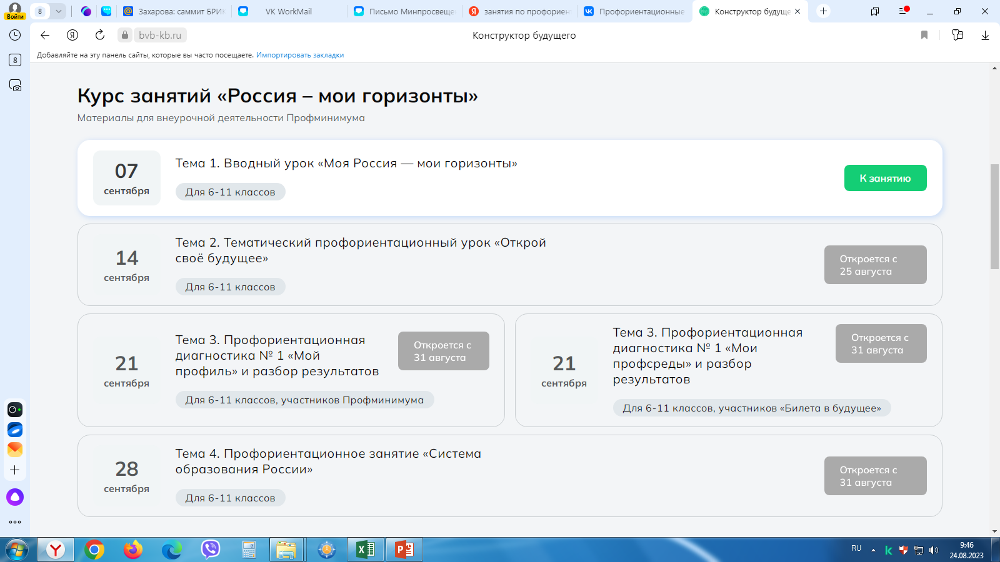 Войти
8
Захарова: саммит БРИК
VK WorkMail
Письмо Минпросвеще
занятия по профориен
Профориентационные
Конструктор будуще
bvb-kb.ru
Конструктор будущего
8
Добавляйте на эту панель сайты, которые вы часто посещаете. Импортировать закладки
Курс занятий «Россия – мои горизонты»
Материалы для внеурочной деятельности Профминимума
07
сентября
Тема 1. Вводный урок «Моя Россия — мои горизонты»
Для 6-11 классов
К занятию
14
сентября
Тема 2. Тематический профориентационный урок «Открой
своё будущее»
Для 6-11 классов
Откроется с
25 августа
21
сентября
Тема 3. Профориентационная
диагностика № 1 «Мой
профиль» и разбор результатов
Для 6-11 классов, участников Профминимума
Откроется с
31 августа
21
сентября
Тема 3. Профориентационная
диагностика № 1 «Мои
профсреды» и разбор
результатов
Для 6-11 классов, участников «Билета в будущее»
Откроется с
31 августа
28
сентября
Тема 4. Профориентационное занятие «Система
образования России»
Для 6-11 классов
Откроется с
31 августа
RU
9:46
24.08.2023